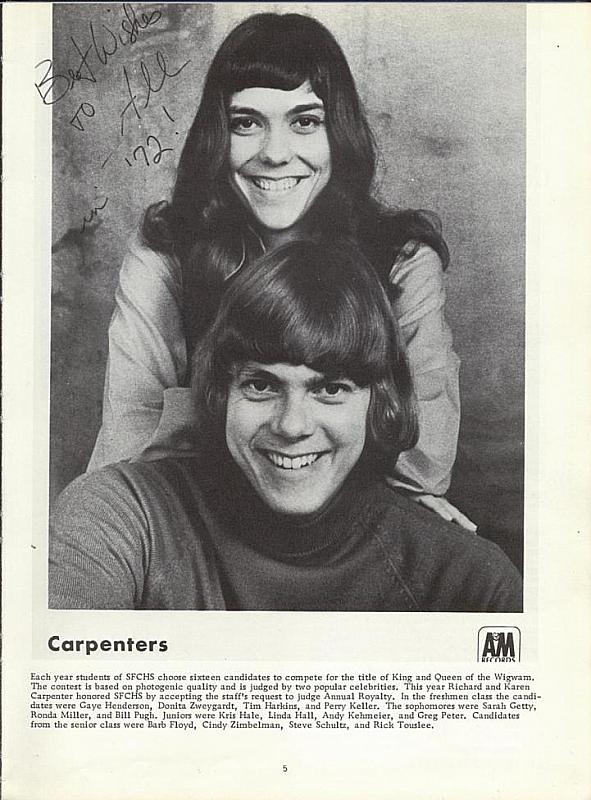 Best Wishes
to All
in '72!
Carpenters
A&M
RECORDS
Each year students of SFCHS choose sixteen candidates to compete for the title of King and Queen of the Wigwam.
The contest is based on photogenic quality and is judged by two popular celebrities. This year Richard and Karen
Carpenter honored SFCHS by accepting the staff's request to judge Annual Royalty. In the freshmen class the candi-
dates were Gaye Henderson, Donita Zweygardt, Tim Harkins, and Perry Keller. The sophomores were Sarah Getty,
Ronda Miller, and Bill Pugh. Juniors were Kris Hale, Linda Hall, Andy Kehmeier, and Greg Peter. Candidates
from the senior class were Barb Floyd, Cindy Zimbelman, Steve Schultz, and Rick Touslee.
5